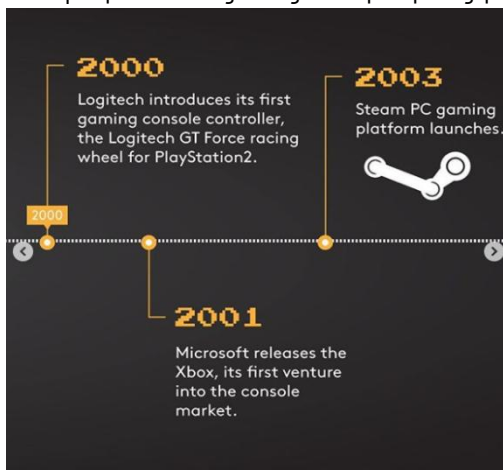 2000
Logitech introduces its first
gaming console controller,
the Logitech GT Force racing
wheel for PlayStation2.
2003
Steam PC gaming
platform launches.
2000
2001
Microsoft releases the
Xbox, its first venture
into the console
market.